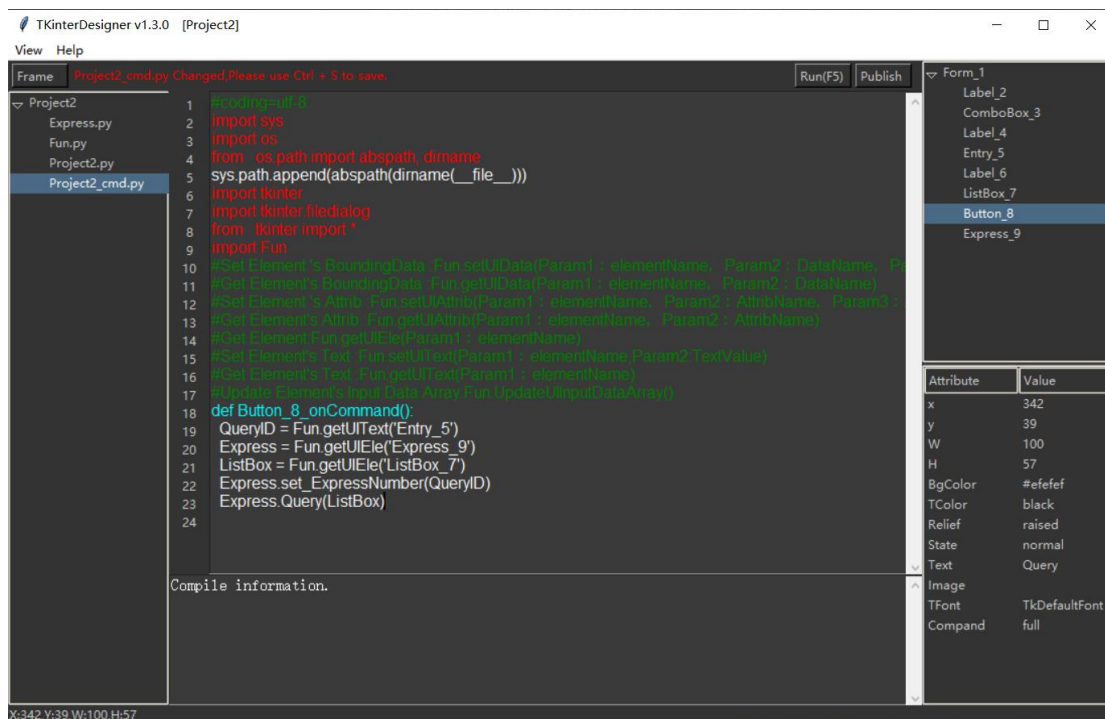 TKinterDesigner v1.3.0 [Project2]
View Help
Frame Project2_cmd.py Changed,Please use Ctrl + S to save. Run(F5) Publish
Project2
Express.py
Fun.py
Project2.py
Project2_cmd.py
1 #coding=utf-8
2 import sys
3 import os
4 from os.path import abspath, dirname
5 sys.path.append(abspath(dirname(__file__)))
6 import tkinter
7 import tkinter.filedialog
8 from tkinter import *
9 import Fun
10 #Set Element 's BoundingData :Fun.setUIData(Param1：elementName， Param2：DataName， Pa
11 #Get Element's BoundingData :Fun.getUIData(Param1：elementName， Param2：DataName)
12 #Set Element 's Attrib :Fun.setUIAttrib(Param1：elementName， Param2：AttribName， Param3：
13 #Get Element's Attrib :Fun.getUIAttrib(Param1：elementName， Param2：AttribName)
14 #Get Element:Fun.getUIEle(Param1：elementName)
15 #Set Element's Text :Fun.setUIText(Param1：elementName,Param2:TextValue)
16 #Get Element's Text :Fun.getUIText(Param1：elementName)
17 #Update Element's Input Data Array:Fun.UpdateUIInputDataArray()
18 def Button_8_onCommand():
19 QueryID = Fun.getUIText('Entry_5')
20 Express = Fun.getUIEle('Express_9')
21 ListBox = Fun.getUIEle('ListBox_7')
22 Express.set_ExpressNumber(QueryID)
23 Express.Query(ListBox)
24
Compile information.
Form_1
Label_2
ComboBox_3
Label_4
Entry_5
Label_6
ListBox_7
Button_8
Express_9
Attribute Value
x 342
y 39
W 100
H 57
BgColor #efefef
TColor black
Relief raised
State normal
Text Query
Image
TFont TkDefaultFont
Compand full
X:342,Y:39,W:100,H:57